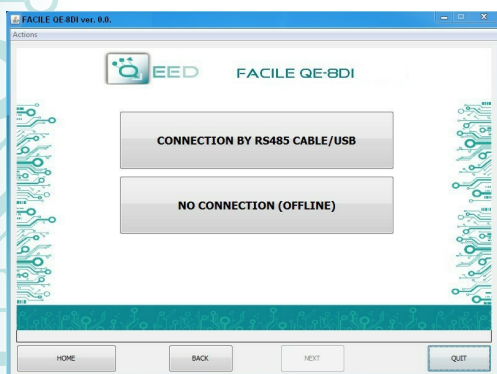 FACILE QE-8DI ver. 0.0.
Actions
QEED FACILE QE-8DI
CONNECTION BY RS485 CABLE/USB
NO CONNECTION (OFFLINE)
HOME BACK NEXT QUIT